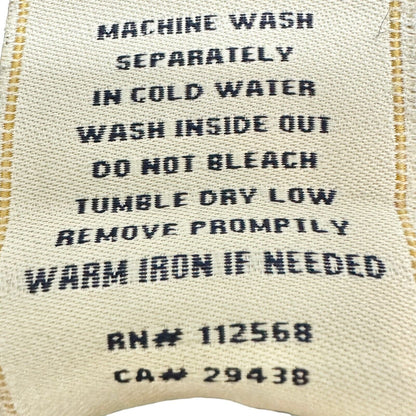 MACHINE WASH
SEPARATELY
IN COLD WATER
WASH INSIDE OUT
DO NOT BLEACH
TUMBLE DRY LOW
REMOVE PROMPTLY
WARM IRON IF NEEDED
RN# 112568
CA# 29438